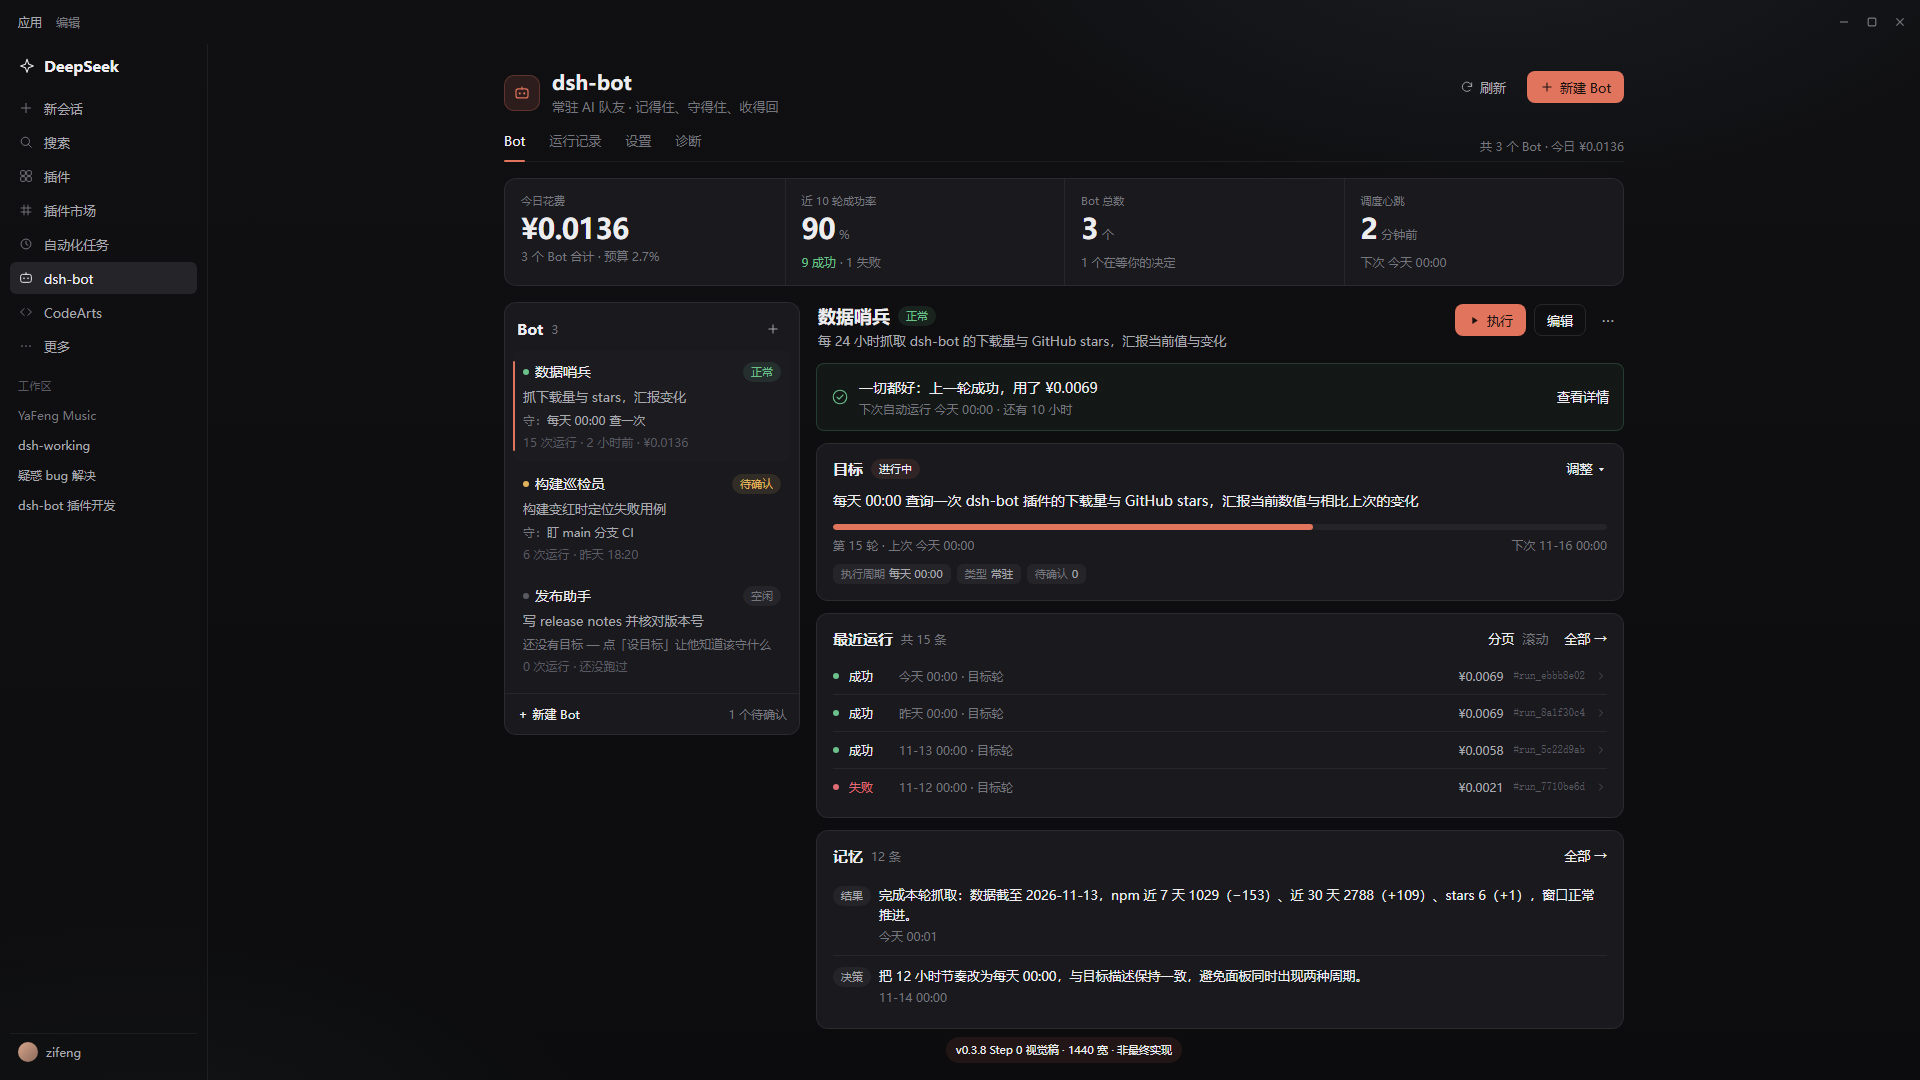 应用 编辑
DeepSeek
新会话
搜索
插件
插件市场
自动化任务
dsh-bot
CodeArts
更多
工作区
YaFeng Music
dsh-working
疑惑 bug 解决
dsh-bot 插件开发
zifeng
dsh-bot
常驻 AI 队友 · 记得住、守得住、收得回
刷新
+ 新建 Bot
Bot 运行记录 设置 诊断
共 3 个 Bot · 今日 ¥0.0136
今日花费
¥0.0136
3 个 Bot 合计 · 预算 2.7%
近 10 轮成功率
90 %
9 成功 · 1 失败
Bot 总数
3 个
1 个在等你的决定
调度心跳
2 分钟前
下次 今天 00:00
Bot 3
+
数据哨兵 正常
抓下载量与 stars，汇报变化
守：每天 00:00 查一次
15 次运行 · 2 小时前 · ¥0.0136
构建巡检员 待确认
构建变红时定位失败用例
守：盯 main 分支 CI
6 次运行 · 昨天 18:20
发布助手 空闲
写 release notes 并核对版本号
还没有目标 — 点「设目标」让他知道该守什么
0 次运行 · 还没跑过
+ 新建 Bot
1 个待确认
数据哨兵 正常
每 24 小时抓取 dsh-bot 的下载量与 GitHub stars，汇报当前值与变化
执行 编辑 ···
一切都好：上一轮成功，用了 ¥0.0069
下次自动运行 今天 00:00 · 还有 10 小时
查看详情
目标 进行中
调整
每天 00:00 查询一次 dsh-bot 插件的下载量与 GitHub stars，汇报当前数值与相比上次的变化
第 15 轮 · 上次 今天 00:00
下次 11-16 00:00
执行周期 每天 00:00 类型 常驻 待确认 0
最近运行 共 15 条
分页 滚动 全部 →
成功 今天 00:00 · 目标轮 ¥0.0069 #run_ebbb8e02
成功 昨天 00:00 · 目标轮 ¥0.0069 #run_8a1f30c4
成功 11-13 00:00 · 目标轮 ¥0.0058 #run_5c22d9ab
失败 11-12 00:00 · 目标轮 ¥0.0021 #run_7710be6d
记忆 12 条
全部 →
结果 完成本轮抓取：数据截至 2026-11-13，npm 近 7 天 1029（−153）、近 30 天 2788（+109）、stars 6（+1），窗口正常
推进。
今天 00:01
决策 把 12 小时节奏改为每天 00:00，与目标描述保持一致，避免面板同时出现两种周期。
11-14 00:00
v0.3.8 Step 0 视觉稿 · 1440 宽 · 非最终实现